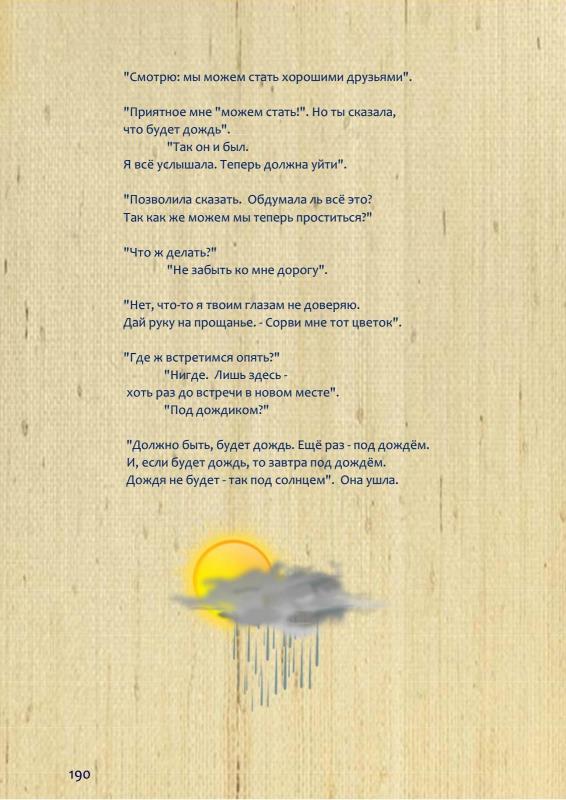 "Смотрю: мы можем стать хорошими друзьями".
"Приятное мне "можем стать!". Но ты сказала,
что будет дождь".
"Так он и был.
Я всё услышала. Теперь должна уйти".
"Позволила сказать. Обдумала ль всё это?
Так как же можем мы теперь проститься?"
"Что ж делать?"
"Не забыть ко мне дорогу".
"Нет, что-то я твоим глазам не доверяю.
Дай руку на прощанье. - Сорви мне тот цветок".
"Где ж встретимся опять?"
"Нигде. Лишь здесь -
хоть раз до встречи в новом месте".
"Под дождиком?"
"Должно быть, будет дождь. Ещё раз - под дождём.
И, если будет дождь, то завтра под дождём.
Дождя не будет - так под солнцем". Она ушла.
190